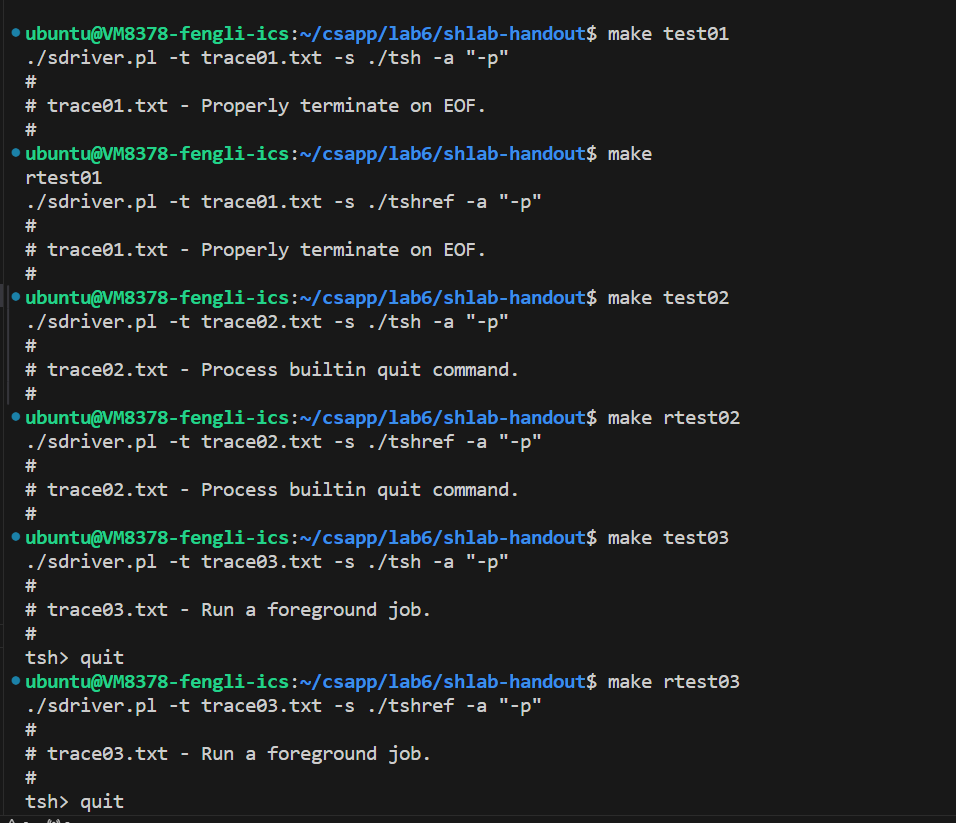 ubuntu@VM8378-fengli-ics:~/csapp/lab6/shlab-handout$ make test01
./sdriver.pl -t trace01.txt -s ./tsh -a "-p"
#
# trace01.txt - Properly terminate on EOF.
#
ubuntu@VM8378-fengli-ics:~/csapp/lab6/shlab-handout$ make
rtest01
./sdriver.pl -t trace01.txt -s ./tshref -a "-p"
#
# trace01.txt - Properly terminate on EOF.
#
ubuntu@VM8378-fengli-ics:~/csapp/lab6/shlab-handout$ make test02
./sdriver.pl -t trace02.txt -s ./tsh -a "-p"
#
# trace02.txt - Process builtin quit command.
#
ubuntu@VM8378-fengli-ics:~/csapp/lab6/shlab-handout$ make rtest02
./sdriver.pl -t trace02.txt -s ./tshref -a "-p"
#
# trace02.txt - Process builtin quit command.
#
ubuntu@VM8378-fengli-ics:~/csapp/lab6/shlab-handout$ make test03
./sdriver.pl -t trace03.txt -s ./tsh -a "-p"
#
# trace03.txt - Run a foreground job.
#
tsh> quit
ubuntu@VM8378-fengli-ics:~/csapp/lab6/shlab-handout$ make rtest03
./sdriver.pl -t trace03.txt -s ./tshref -a "-p"
#
# trace03.txt - Run a foreground job.
#
tsh> quit